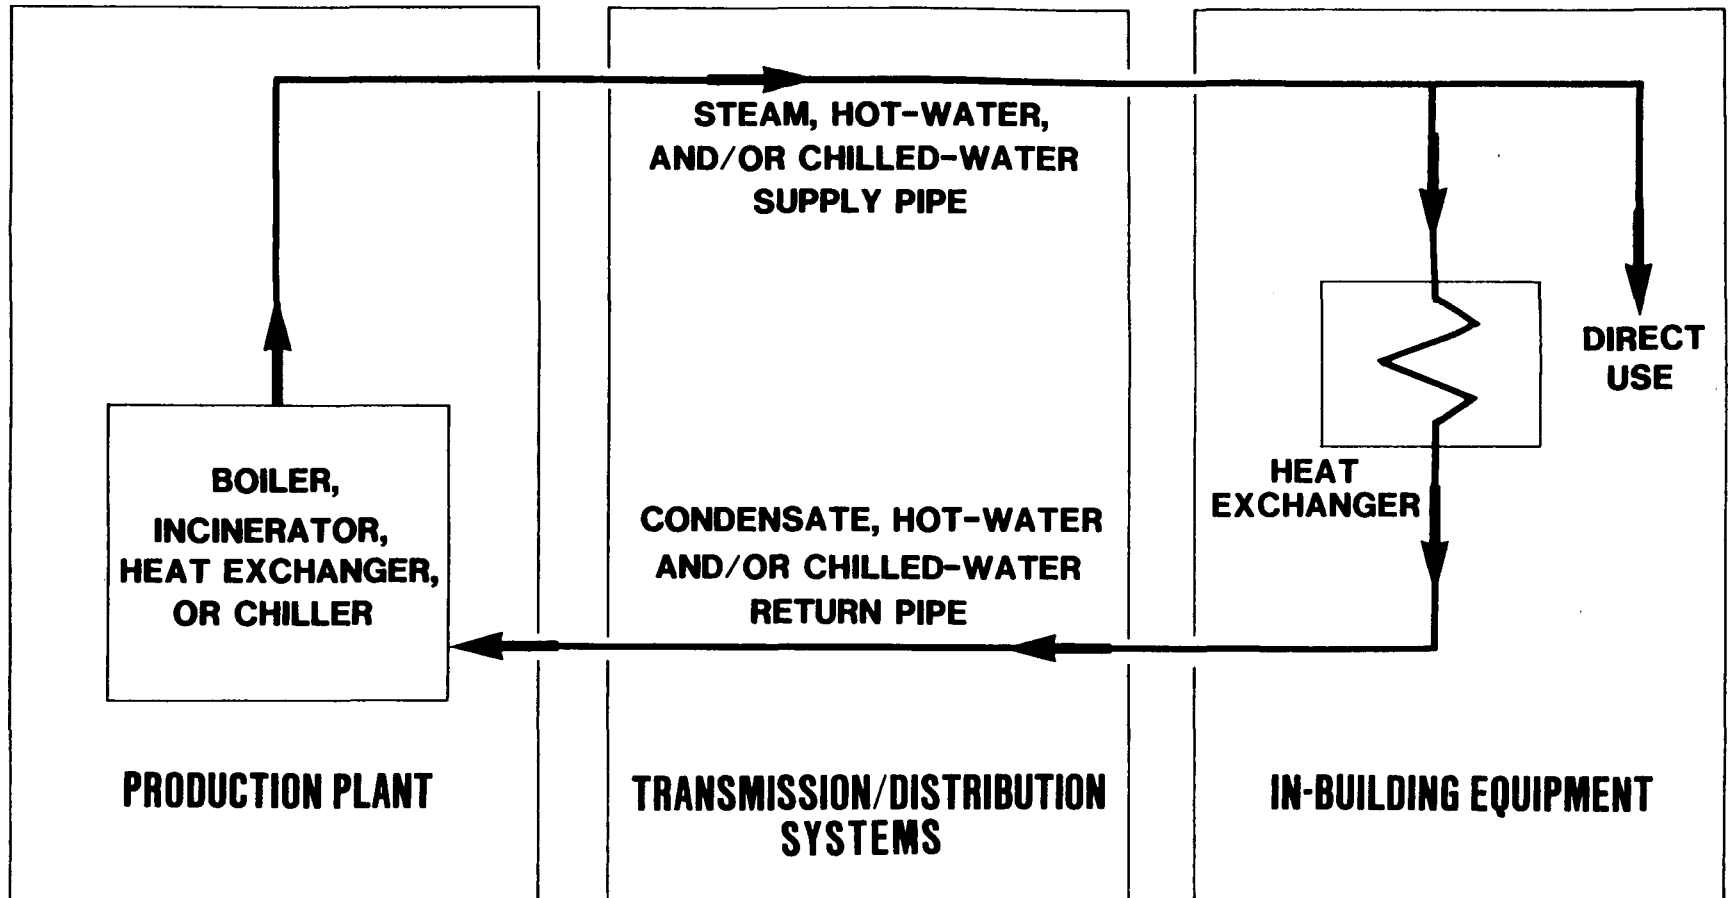 STEAM, HOT-WATER,
AND/OR CHILLED-WATER
SUPPLY PIPE
DIRECT
USE
HEAT
EXCHANGER
BOILER,
INCINERATOR,
HEAT EXCHANGER,
OR CHILLER
CONDENSATE, HOT-WATER
AND/OR CHILLED-WATER
RETURN PIPE
PRODUCTION PLANT
TRANSMISSION/DISTRIBUTION
SYSTEMS
IN-BUILDING EQUIPMENT